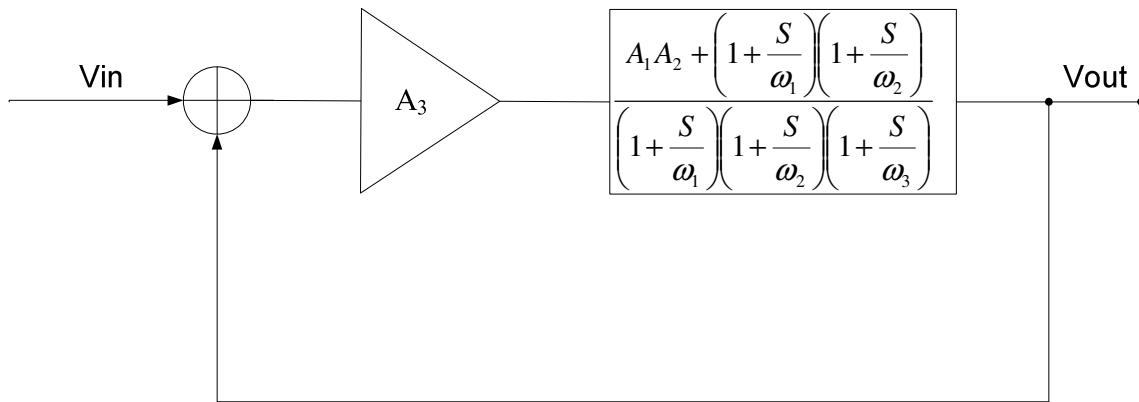 Vin
A₃
A₁A₂ + (1 + S/ω₁)(1 + S/ω₂)
(1 + S/ω₁)(1 + S/ω₂)(1 + S/ω₃)
Vout